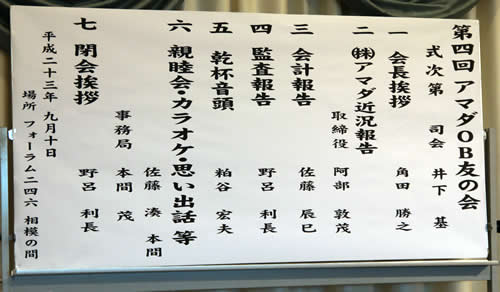 第四回 アマダOB友の会
式次第 司会 井下 基
一 会長挨拶 角田 勝之
二 ㈱アマダ近況報告
取締役 阿部 敦茂
三 会計報告 佐藤 辰巳
四 監査報告 野呂 利長
五 乾杯音頭 粕谷 宏夫
六 親睦会・カラオケ・思い出話 等
佐藤 湊 本間
事務局 本間 茂
七 閉会挨拶 野呂 利長
平成二十三年 九月十日
場所 フォーラム二四六 相模の間